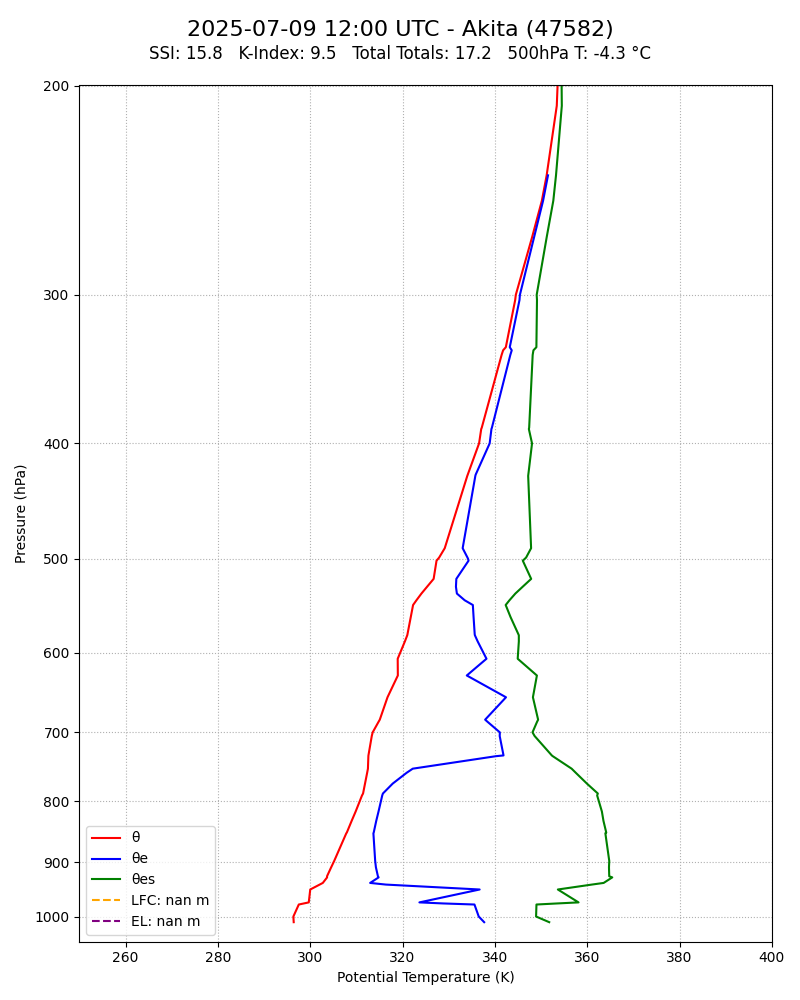 2025-07-09 12:00 UTC - Akita (47582)
SSI: 15.8   K-Index: 9.5   Total Totals: 17.2   500hPa T: -4.3 °C
200
300
400
500
600
700
800
900
1000
Pressure (hPa)
θ
θe
θes
LFC: nan m
EL: nan m
260
280
300
320
340
360
380
400
Potential Temperature (K)